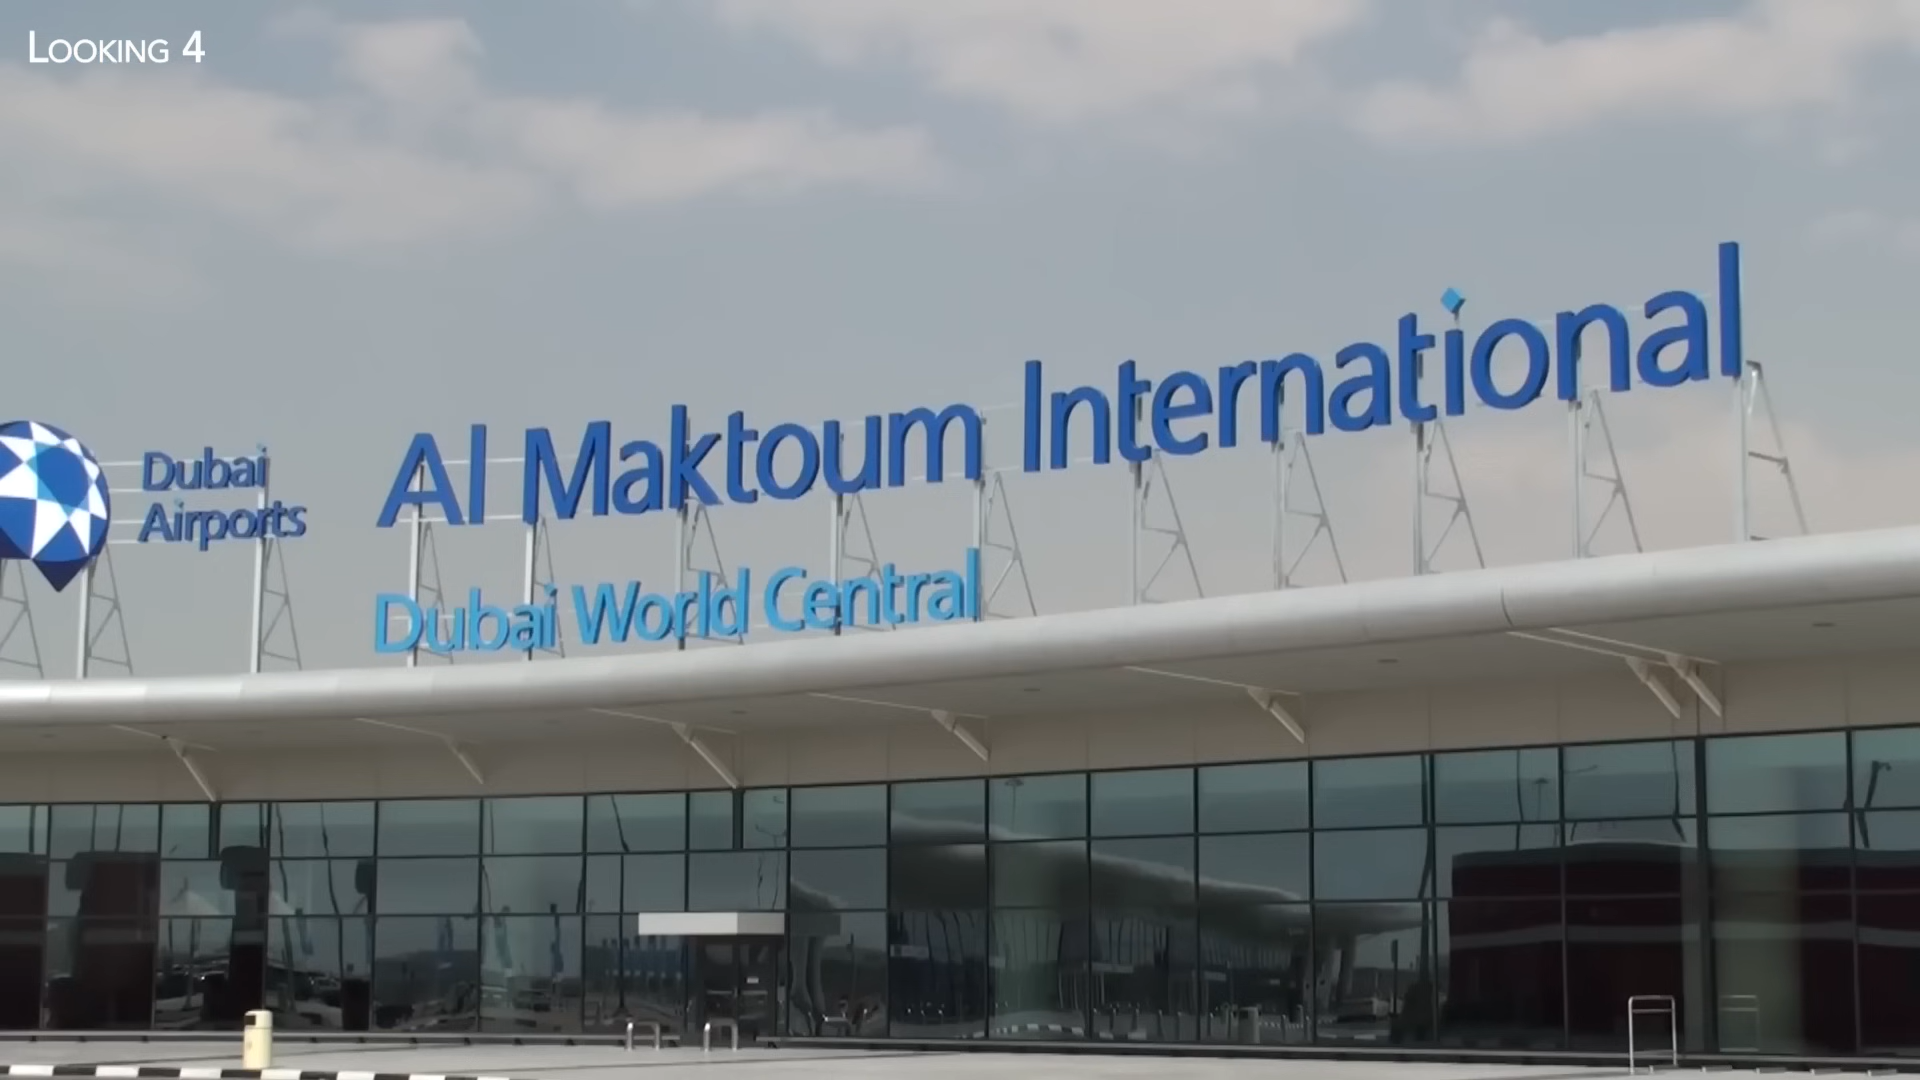 LOOKING 4
Dubai
Airports
Al Maktoum International
Dubai World Central